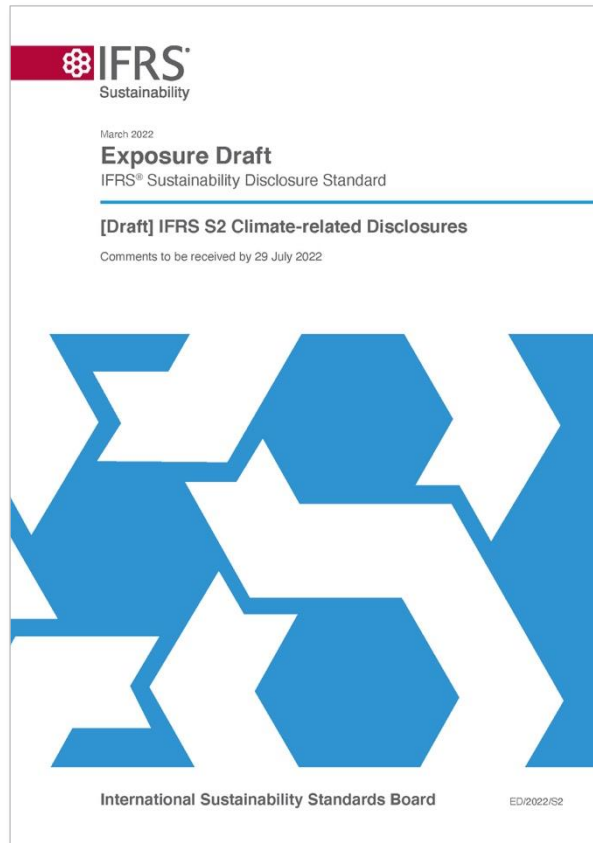 IFRS®
Sustainability
March 2022
Exposure Draft
IFRS® Sustainability Disclosure Standard
[Draft] IFRS S2 Climate-related Disclosures
Comments to be received by 29 July 2022
International Sustainability Standards Board
ED/2022/S2